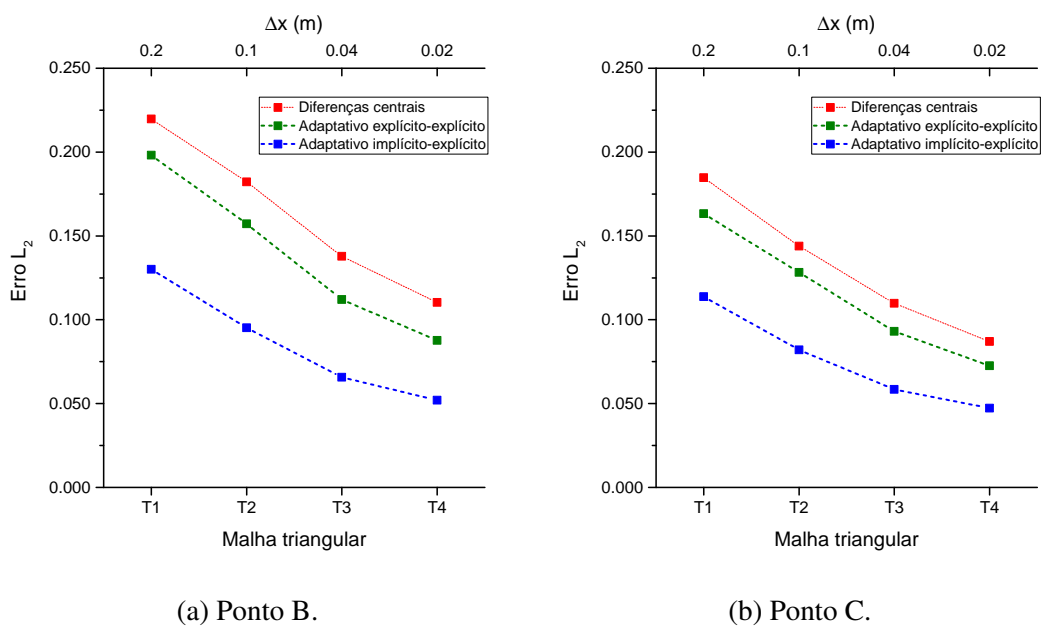 Δx (m)
0.2 0.1 0.04 0.02
0.250
0.200
0.150
0.100
0.050
0.000
Erro L2
Diferenças centrais
Adaptativo explícito-explícito
Adaptativo implícito-explícito
T1 T2 T3 T4
Malha triangular
(a) Ponto B.
Δx (m)
0.2 0.1 0.04 0.02
0.250
0.200
0.150
0.100
0.050
0.000
Erro L2
Diferenças centrais
Adaptativo explícito-explícito
Adaptativo implícito-explícito
T1 T2 T3 T4
Malha triangular
(b) Ponto C.